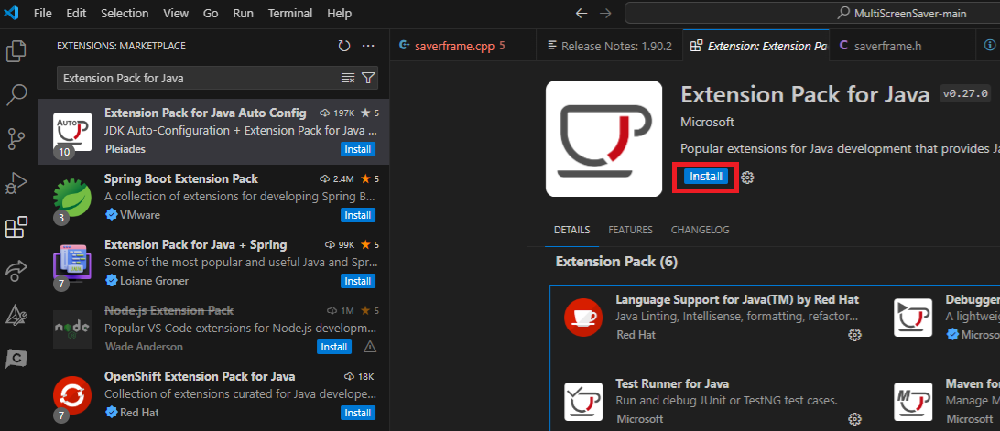 File Edit Selection View Go Run Terminal Help
MultiScreenSaver-main
EXTENSIONS: MARKETPLACE
Extension Pack for Java
AUTO
Extension Pack for Java Auto Config 197K 5
JDK Auto-Configuration + Extension Pack for Java ...
Pleiades Install
10
Spring Boot Extension Pack 2.4M 5
A collection of extensions for developing Spring B...
VMware Install
3
Extension Pack for Java + Spring 99K 5
Some of the most popular and useful Java and Spr...
Loiane Groner Install
7
Node.js Extension Pack 1M 5
node
Popular VS Code extensions for Node.js developm...
Wade Anderson Install
OpenShift Extension Pack for Java 18K
Collection of extensions curated for Java develope...
Red Hat Install
7
saverframe.cpp 5
Release Notes: 1.90.2
Extension: Extension Pa
C saverframe.h
Extension Pack for Java v0.27.0
Microsoft
Popular extensions for Java development that provides Ja
Install
DETAILS FEATURES CHANGELOG
Extension Pack (6)
Language Support for Java(TM) by Red Hat
Java Linting, Intellisense, formatting, refactor...
Red Hat
Debugger
A lightweig
Microso
Test Runner for Java
Run and debug JUnit or TestNG test cases.
Microsoft
M
Maven fo
Manage M
Microsoft